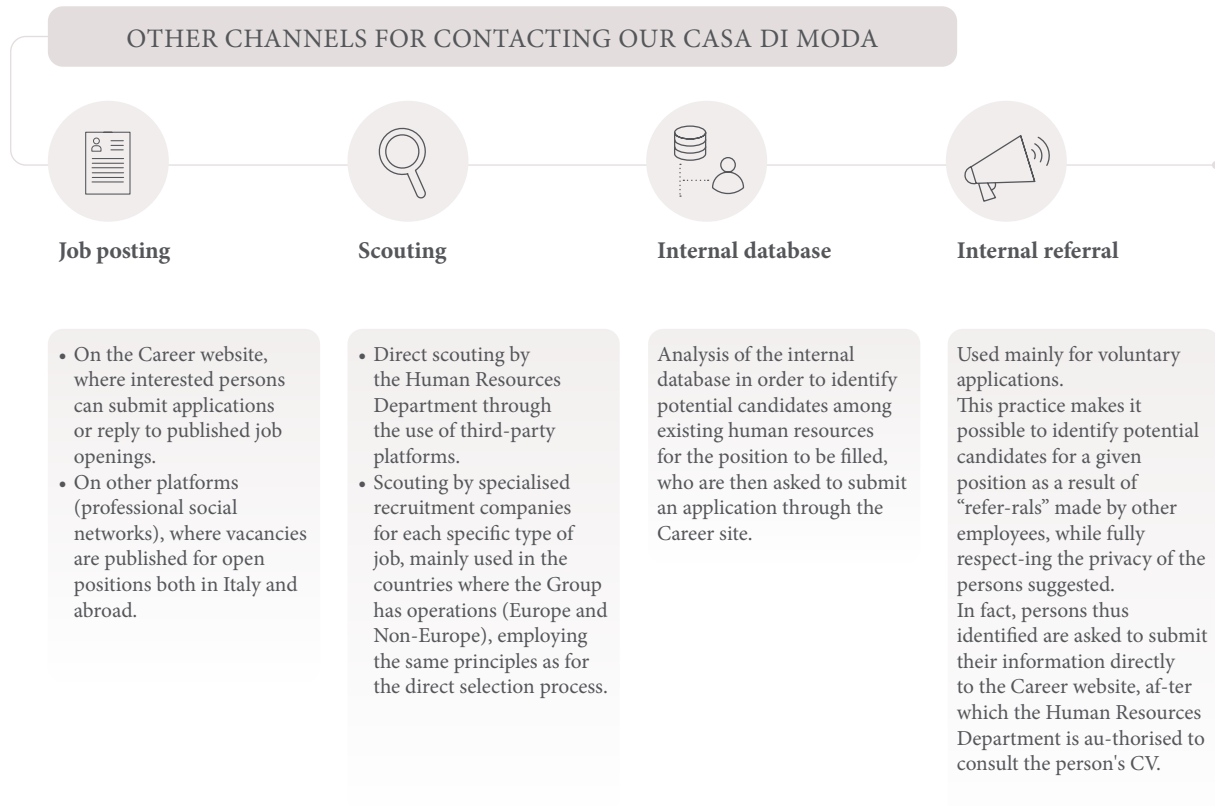 OTHER CHANNELS FOR CONTACTING OUR CASA DI MODA
Job posting
• On the Career website,
where interested persons
can submit applications
or reply to published job
openings.
• On other platforms
(professional social
networks), where vacancies
are published for open
positions both in Italy and
abroad.
Scouting
• Direct scouting by
the Human Resources
Department through
the use of third-party
platforms.
• Scouting by specialised
recruitment companies
for each specific type of
job, mainly used in the
countries where the Group
has operations (Europe and
Non-Europe), employing
the same principles as for
the direct selection process.
Internal database
Analysis of the internal
database in order to identify
potential candidates among
existing human resources
for the position to be filled,
who are then asked to submit
an application through the
Career site.
Internal referral
Used mainly for voluntary
applications.
This practice makes it
possible to identify potential
candidates for a given
position as a result of
“refer-rals” made by other
employees, while fully
respect-ing the privacy of the
persons suggested.
In fact, persons thus
identified are asked to submit
their information directly
to the Career website, af-ter
which the Human Resources
Department is au-thorised to
consult the person's CV.